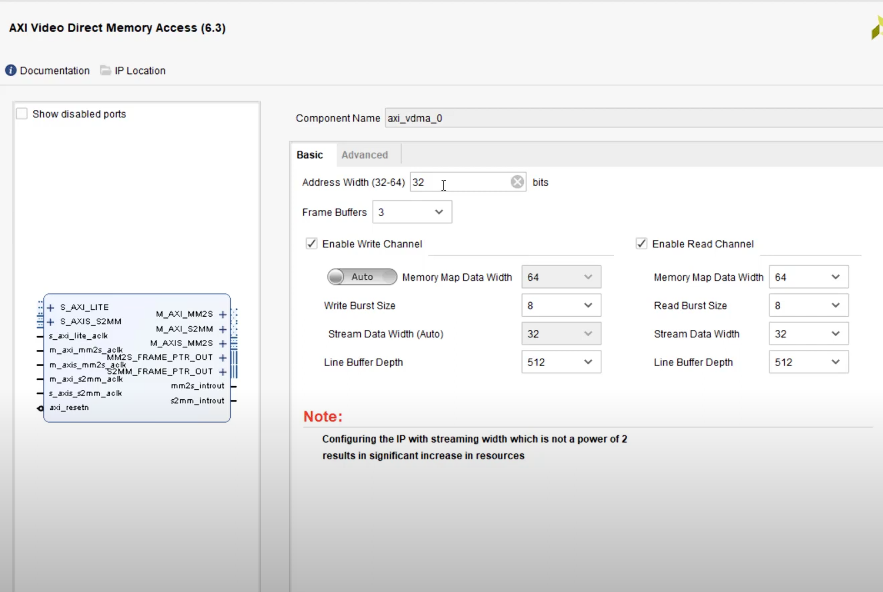 AXI Video Direct Memory Access (6.3)
Documentation IP Location
Show disabled ports
S_AXI_LITE
S_AXIS_S2MM
s_axi_lite_aclk
m_axi_mm2s_aclk
m_axis_mm2s_aclk
m_axi_s2mm_aclk
s_axis_s2mm_aclk
axi_resetn
M_AXI_MM2S
M_AXI_S2MM
M_AXIS_MM2S
MM2S_FRAME_PTR_OUT
S2MM_FRAME_PTR_OUT
mm2s_introut
s2mm_introut
Component Name axi_vdma_0
Basic Advanced
Address Width (32-64) 32 bits
Frame Buffers 3
Enable Write Channel
Auto Memory Map Data Width 64
Write Burst Size 8
Stream Data Width (Auto) 32
Line Buffer Depth 512
Enable Read Channel
Memory Map Data Width 64
Read Burst Size 8
Stream Data Width 32
Line Buffer Depth 512
Note:
Configuring the IP with streaming width which is not a power of 2
results in significant increase in resources